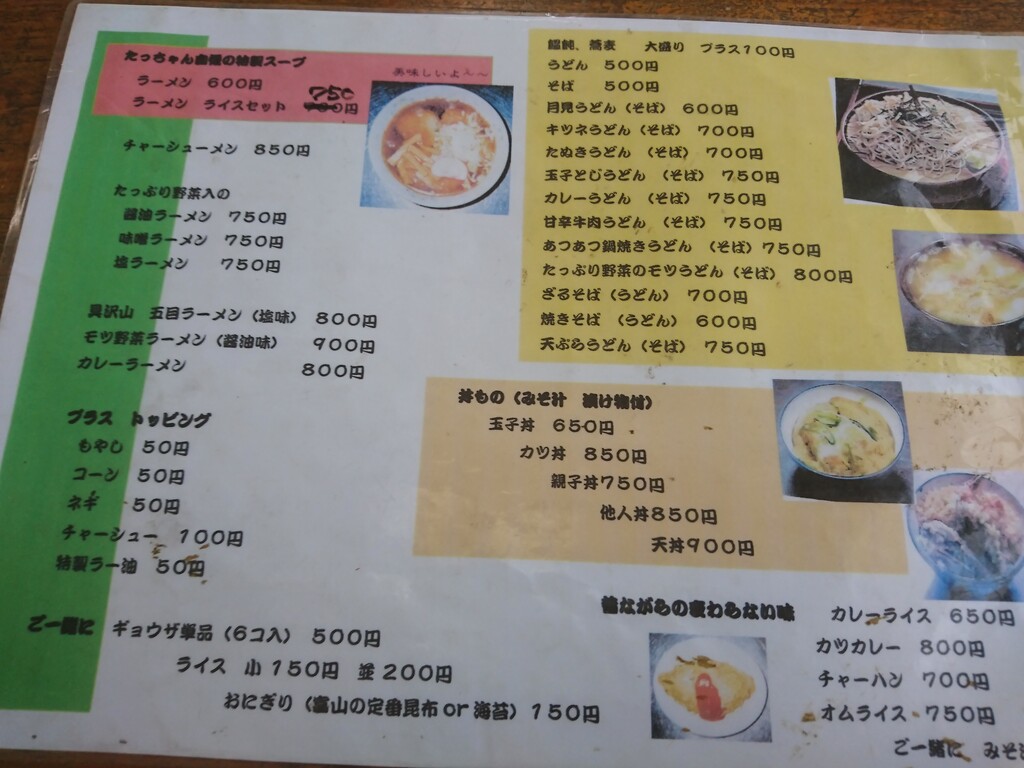 たっちゃん自慢の特製スープ
ラーメン 600円
ラーメン ライスセット 750円
美味しいよぇ～
チャーシューメン 850円
たっぷり野菜入の
醤油ラーメン 750円
味噌ラーメン 750円
塩ラーメン 750円
具沢山 五目ラーメン（塩味） 800円
モツ野菜ラーメン（醤油味） 900円
カレーラーメン 800円
プラス トッピング
もやし 50円
コーン 50円
ネギ 50円
チャーシュー 100円
特製ラー油 50円
ご一緒に ギョウザ単品（6コ入） 500円
ライス 小 150円 並 200円
おにぎり（富山の定番昆布 or 海苔）150円
饂飩、蕎麦 大盛り プラス100円
うどん 500円
そば 500円
月見うどん（そば） 600円
キツネうどん（そば） 700円
たぬきうどん（そば） 700円
玉子とじうどん（そば） 750円
カレーうどん（そば） 750円
甘辛牛肉うどん（そば） 750円
あつあつ鍋焼きうどん（そば）750円
たっぷり野菜のモツうどん（そば） 800円
ざるそば（うどん） 700円
焼きそば（うどん） 600円
天ぷらうどん（そば） 750円
丼もの（みそ汁 漬け物付）
玉子丼 650円
カツ丼 850円
親子丼750円
他人丼850円
天丼900円
昔ながらの変わらない味
カレーライス 650円
カツカレー 800円
チャーハン 700円
オムライス 750円
ご一緒に みそ